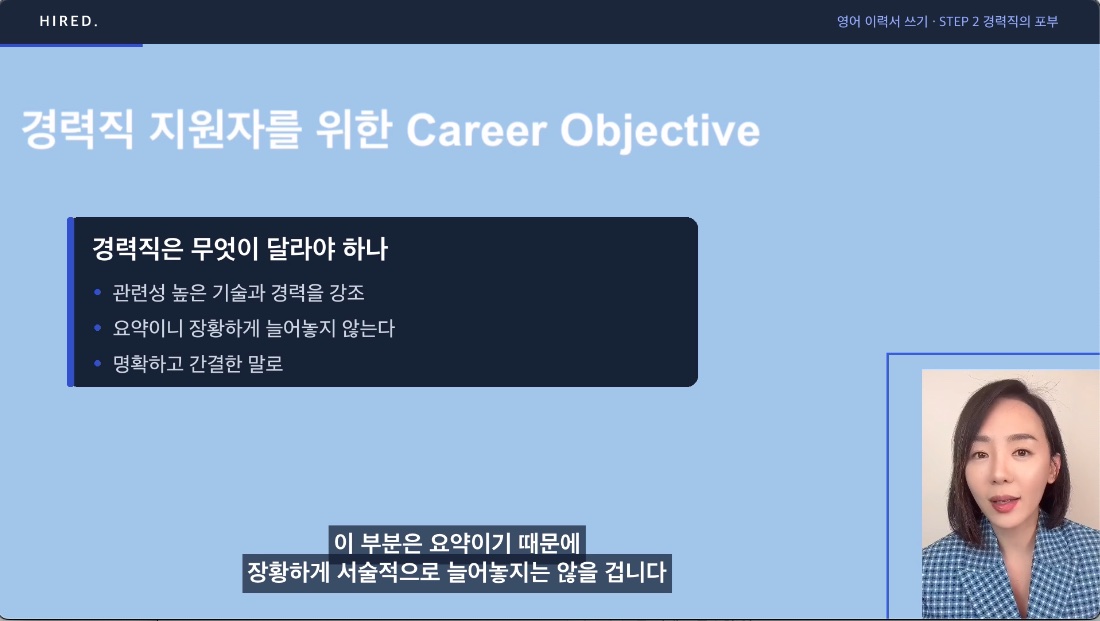 HIRED.
영어 이력서 쓰기 · STEP 2 경력직의 포부
경력직 지원자를 위한 Career Objective
경력직은 무엇이 달라야 하나
• 관련성 높은 기술과 경력을 강조
• 요약이니 장황하게 늘어놓지 않는다
• 명확하고 간결한 말로
이 부분은 요약이기 때문에
장황하게 서술적으로 늘어놓지는 않을 겁니다